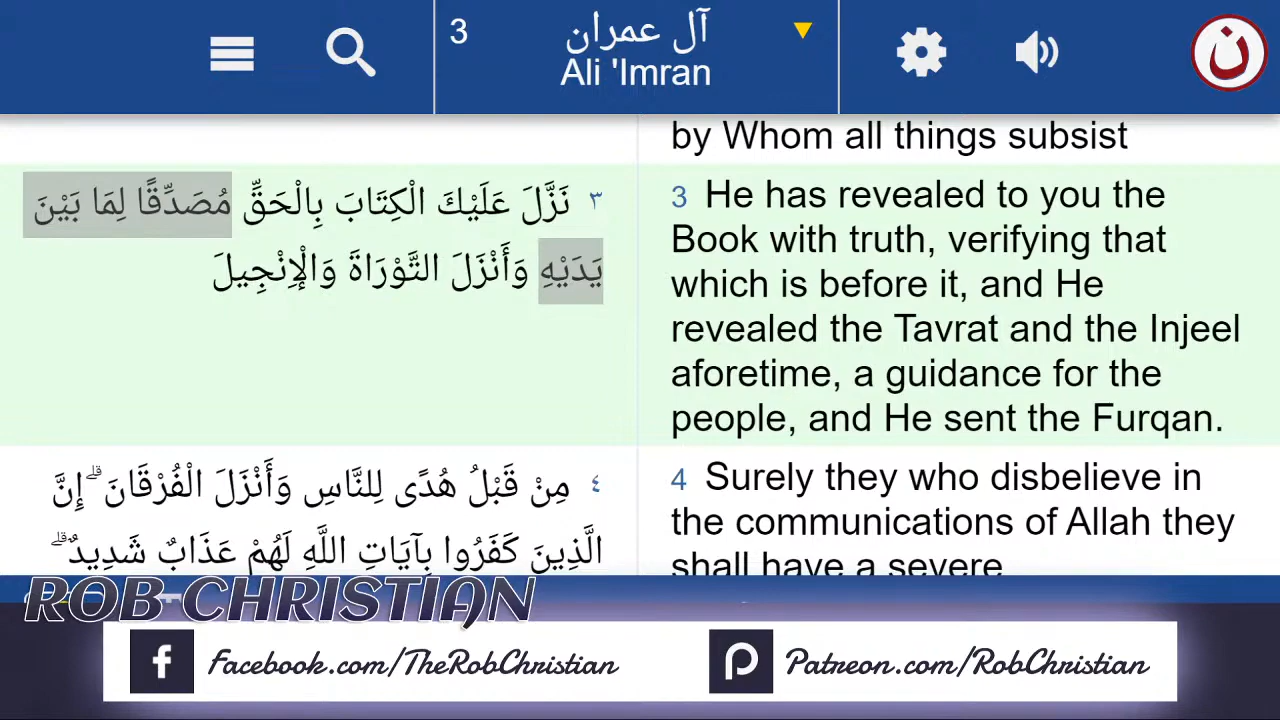 3
آل عمران
Ali 'Imran
ن
by Whom all things subsist
٣ نَزَّلَ عَلَيْكَ الْكِتَابَ بِالْحَقِّ مُصَدِّقًا لِمَا بَيْنَ
يَدَيْهِ وَأَنْزَلَ التَّوْرَاةَ وَالْإِنْجِيلَ
3 He has revealed to you the
Book with truth, verifying that
which is before it, and He
revealed the Tavrat and the Injeel
aforetime, a guidance for the
people, and He sent the Furqan.
٤ مِنْ قَبْلُ هُدًى لِلنَّاسِ وَأَنْزَلَ الْفُرْقَانَ ۗ إِنَّ
الَّذِينَ كَفَرُوا بِآيَاتِ اللَّهِ لَهُمْ عَذَابٌ شَدِيدٌ ۗ
4 Surely they who disbelieve in
the communications of Allah they
shall have a severe
ROB CHRISTIAN
Facebook.com/TheRobChristian
Patreon.com/RobChristian